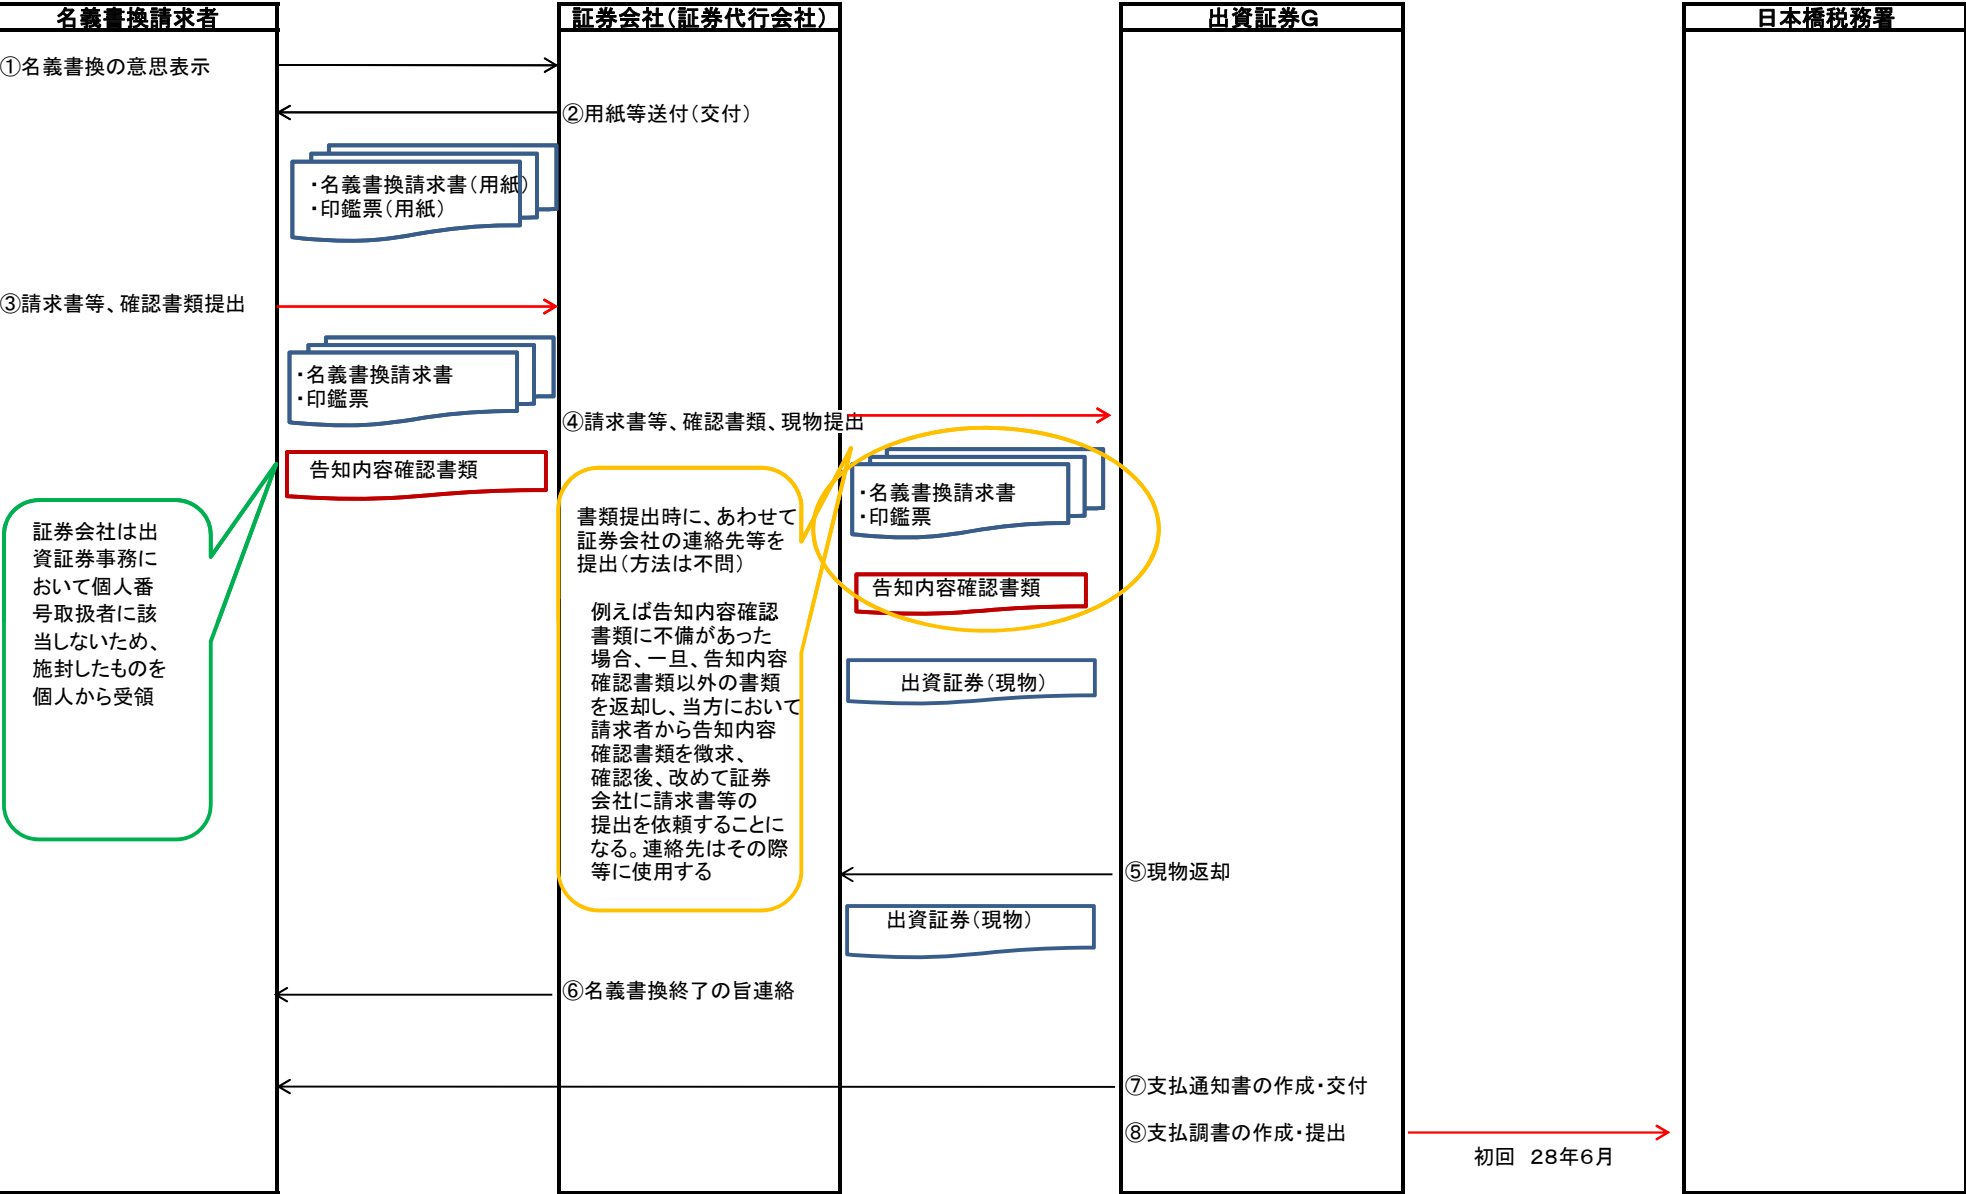 名義書換請求者
証券会社（証券代行会社）
出資証券G
日本橋税務署
①名義書換の意思表示
②用紙等送付（交付）
・名義書換請求書（用紙）
・印鑑票（用紙）
③請求書等、確認書類提出
・名義書換請求書
・印鑑票
告知内容確認書類
証券会社は出
資証券事務に
おいて個人番
号取扱者に該
当しないため、
施封したものを
個人から受領
④請求書等、確認書類、現物提出
書類提出時に、あわせて
証券会社の連絡先等を
提出（方法は不問）
例えば告知内容確認
書類に不備があった
場合、一旦、告知内容
確認書類以外の書類
を返却し、当方において
請求者から告知内容
確認書類を徴求、
確認後、改めて証券
会社に請求書等の
提出を依頼することに
なる。連絡先はその際
等に使用する
・名義書換請求書
・印鑑票
告知内容確認書類
出資証券（現物）
⑤現物返却
出資証券（現物）
⑥名義書換終了の旨連絡
⑦支払通知書の作成・交付
⑧支払調書の作成・提出
初回　28年6月